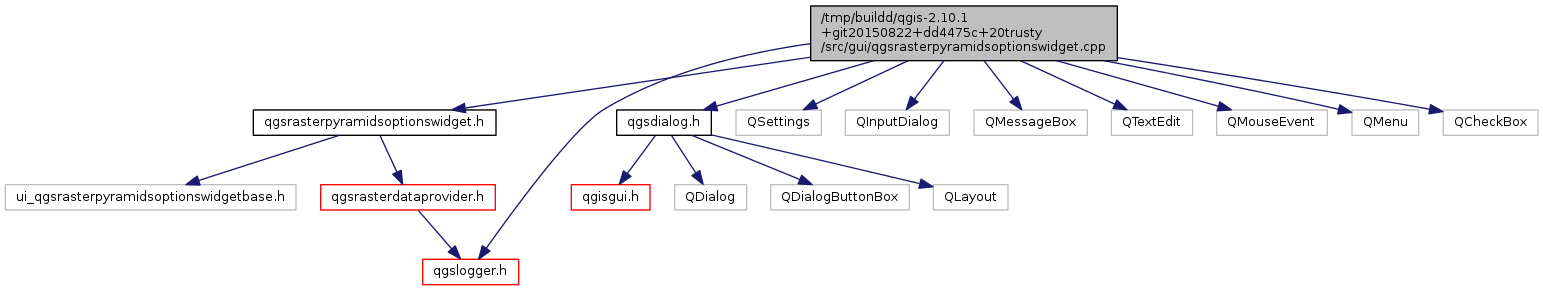 /tmp/buildd/qgis-2.10.1
+git20150822+dd4475c+20trusty
/src/gui/qgsrasterpyramidsoptionswidget.cpp
qgsrasterpyramidsoptionswidget.h
qgsdialog.h
QSettings
QInputDialog
QMessageBox
QTextEdit
QMouseEvent
QMenu
QCheckBox
ui_qgsrasterpyramidsoptionswidgetbase.h
qgsrasterdataprovider.h
qgisgui.h
QDialog
QDialogButtonBox
QLayout
qgslogger.h